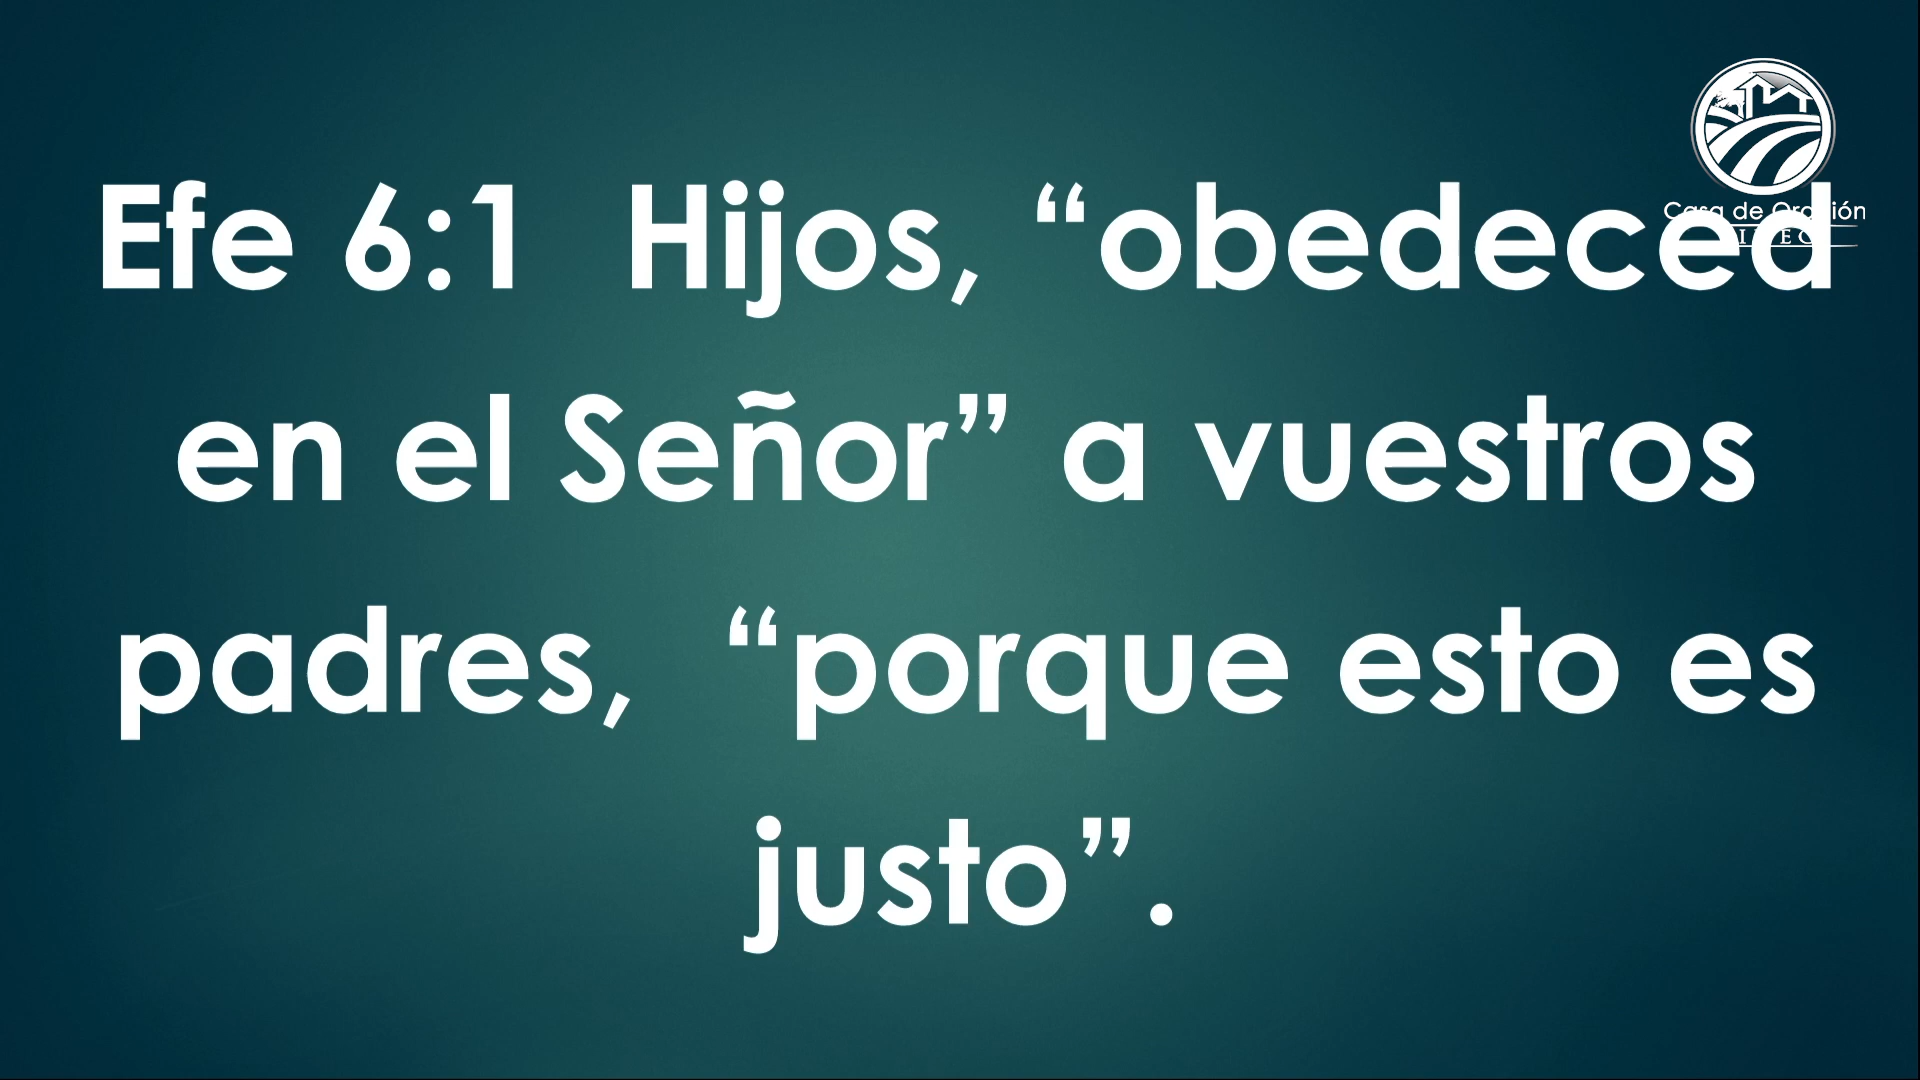 Casa de Oración
Efe 6:1 Hijos, “obedeced
en el Señor” a vuestros
padres, “porque esto es
justo”.